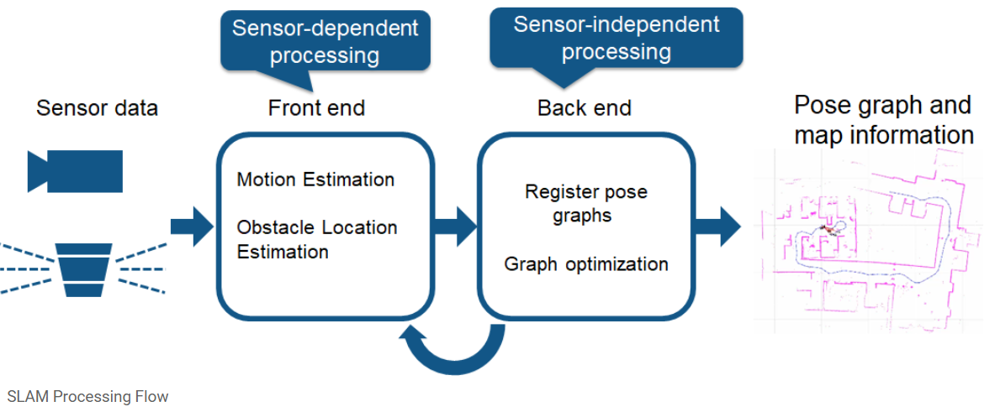 Sensor-dependent
processing
Sensor-independent
processing
Sensor data
Front end
Back end
Pose graph and
map information
Motion Estimation
Obstacle Location
Estimation
Register pose
graphs
Graph optimization
SLAM Processing Flow